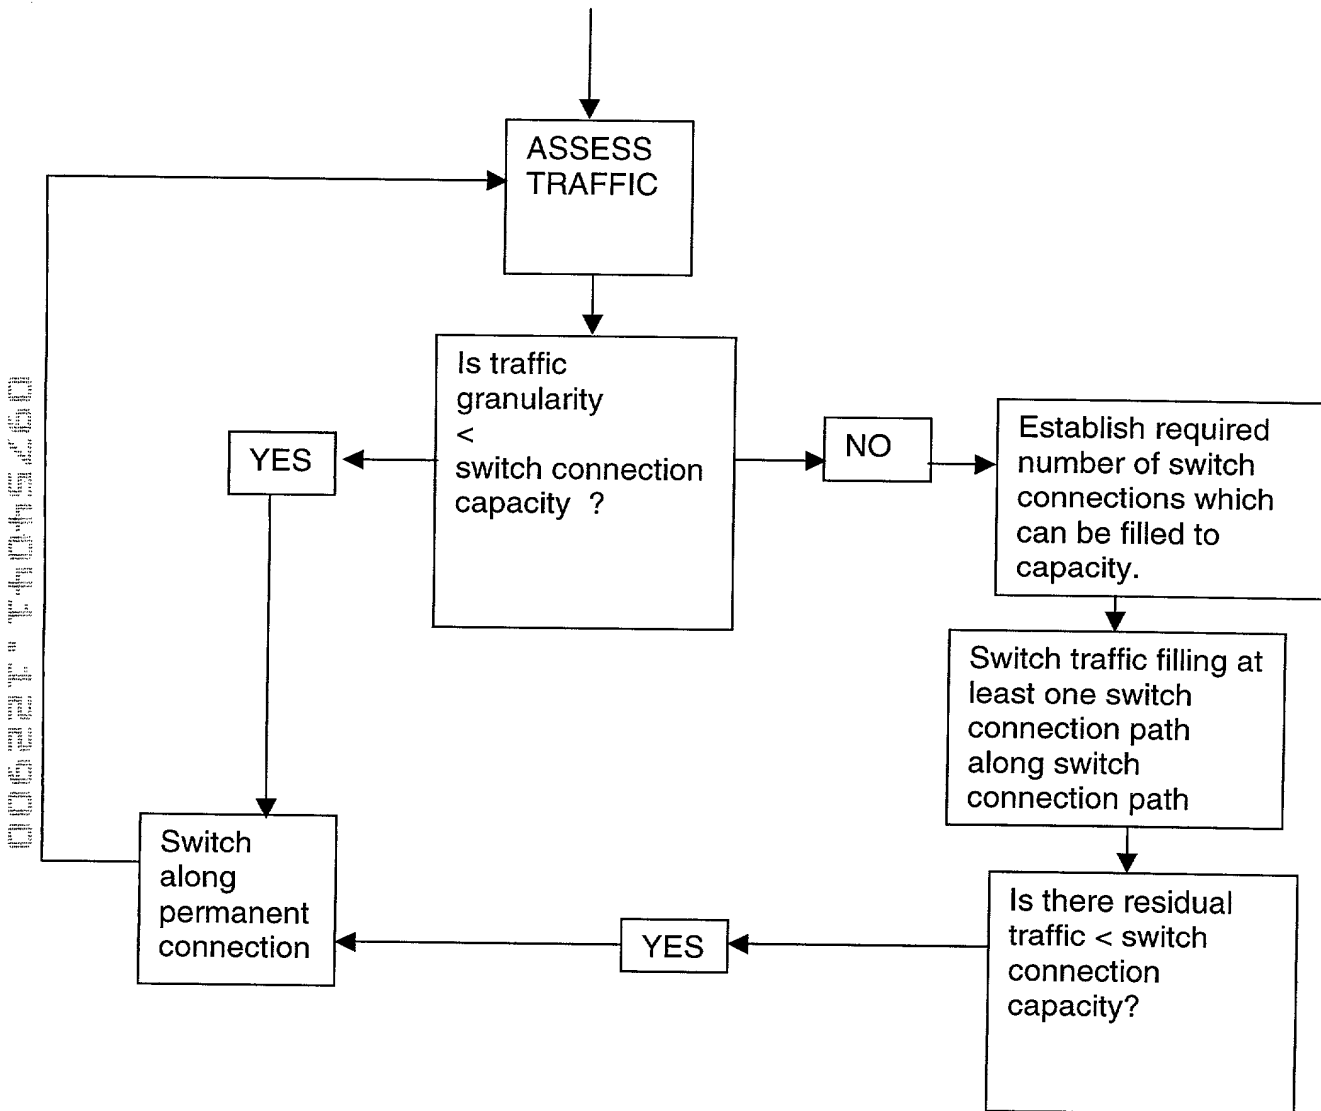 ASSESS
TRAFFIC
Is traffic
granularity
<
switch connection
capacity ?
YES
NO
Establish required
number of switch
connections which
can be filled to
capacity.
Switch traffic filling at
least one switch
connection path
along switch
connection path
Switch
along
permanent
connection
YES
Is there residual
traffic < switch
connection
capacity?